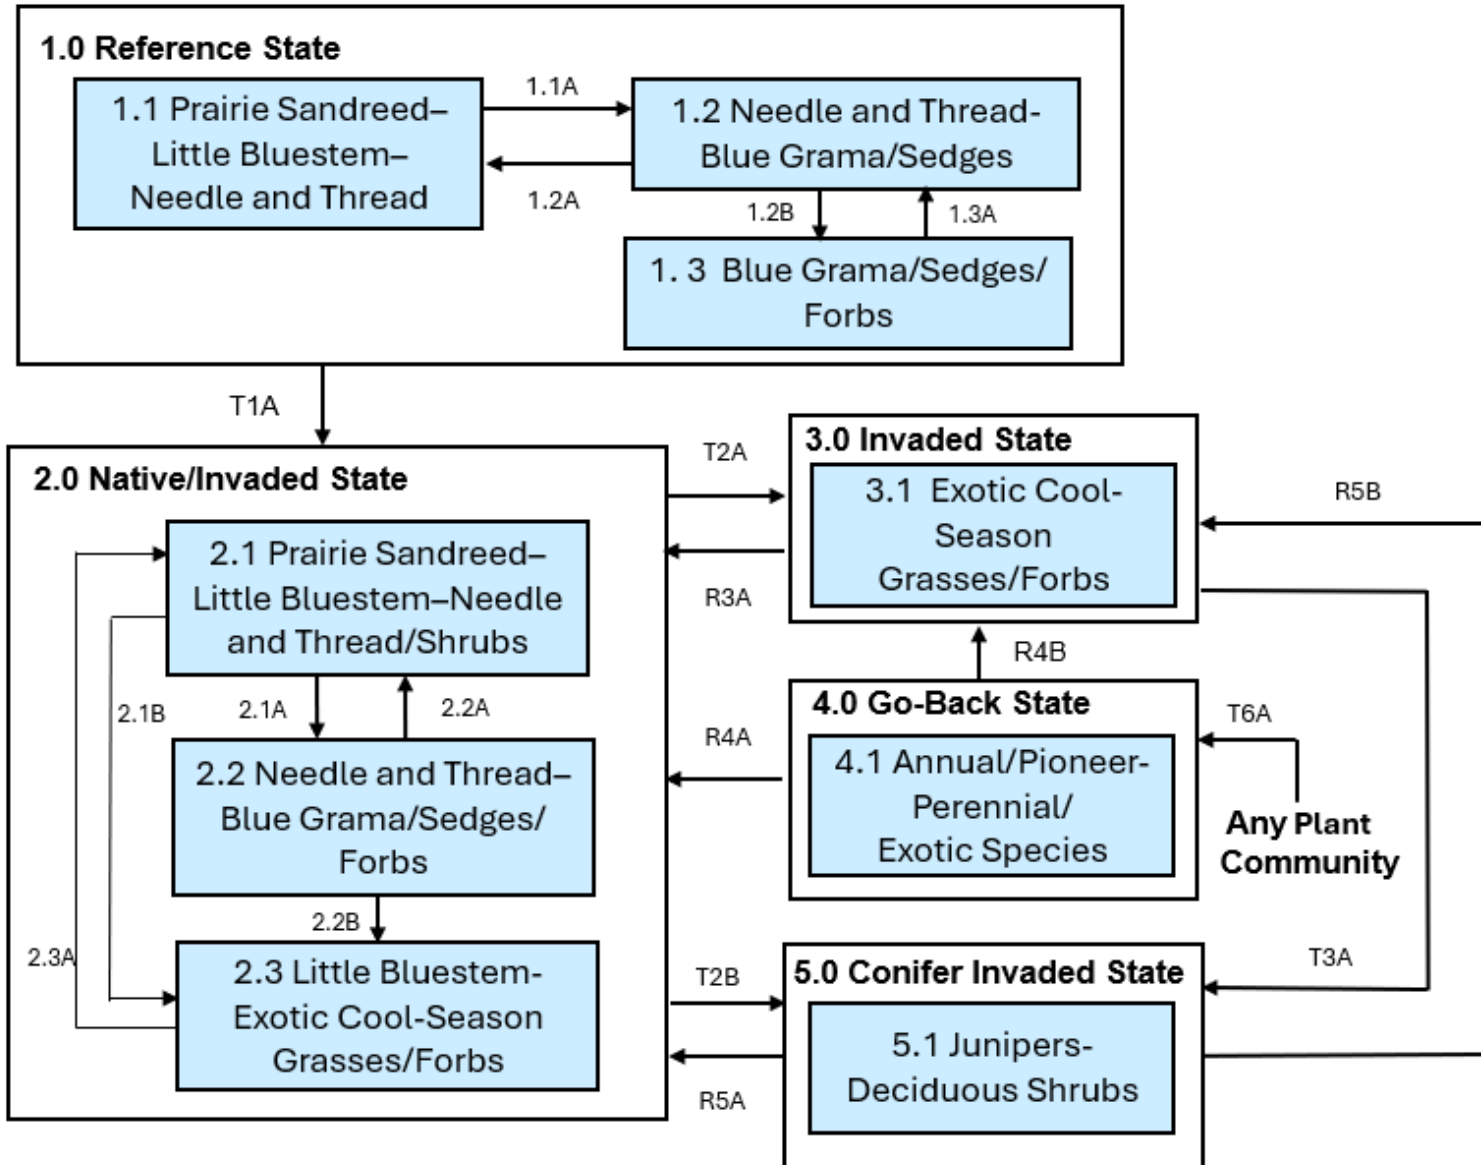 1.0 Reference State
1.1 Prairie Sandreed–
Little Bluestem–
Needle and Thread
1.1A
1.2A
1.2 Needle and Thread-
Blue Grama/Sedges
1.2B
1.3A
1. 3 Blue Grama/Sedges/
Forbs
T1A
2.0 Native/Invaded State
2.1 Prairie Sandreed–
Little Bluestem–Needle
and Thread/Shrubs
2.1B
2.1A
2.2A
2.2 Needle and Thread–
Blue Grama/Sedges/
Forbs
2.2B
2.3A
2.3 Little Bluestem-
Exotic Cool-Season
Grasses/Forbs
T2A
R3A
3.0 Invaded State
3.1 Exotic Cool-
Season
Grasses/Forbs
R5B
R4B
R4A
4.0 Go-Back State
4.1 Annual/Pioneer-
Perennial/
Exotic Species
T6A
Any Plant
Community
T3A
T2B
R5A
5.0 Conifer Invaded State
5.1 Junipers-
Deciduous Shrubs